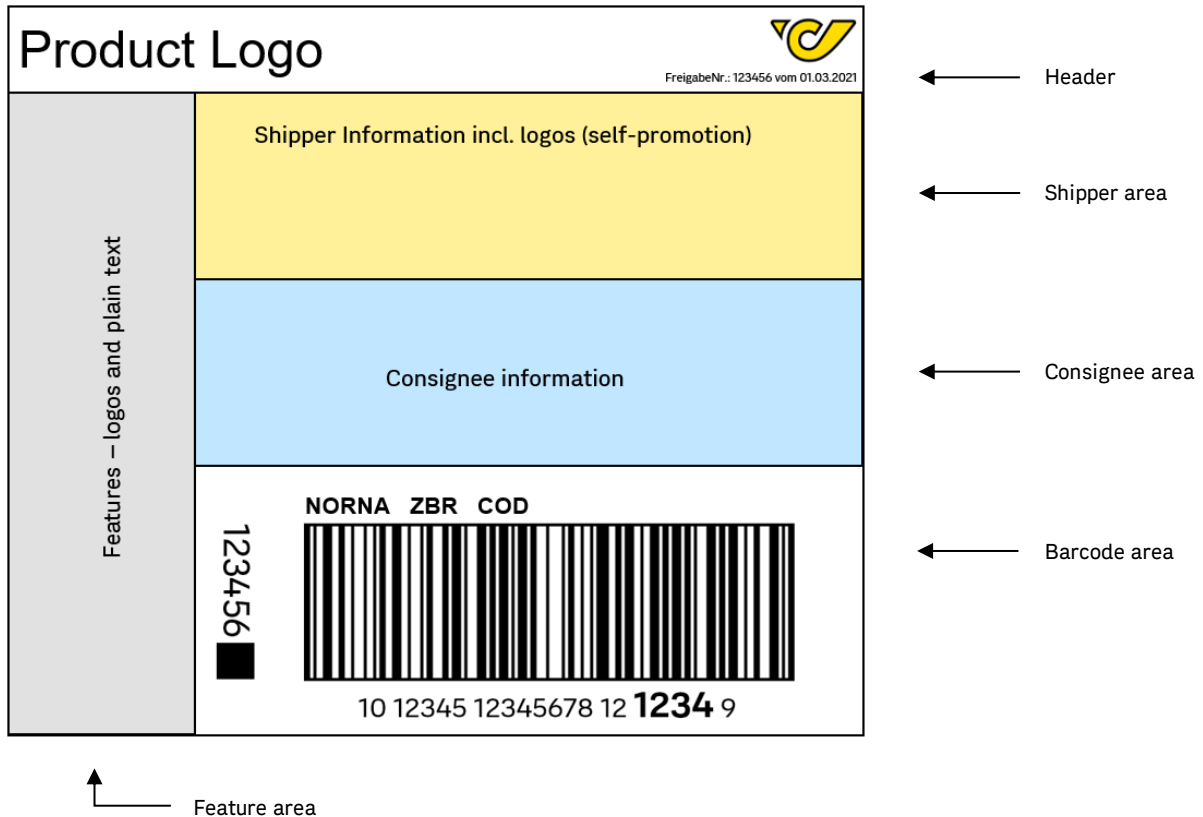 Product Logo
FreigabeNr.: 123456 vom 01.03.2021
Header
Shipper Information incl. logos (self-promotion)
Shipper area
Features – logos and plain text
Consignee information
Consignee area
NORNA ZBR COD
123456
Barcode area
10 12345 12345678 12 1234 9
Feature area